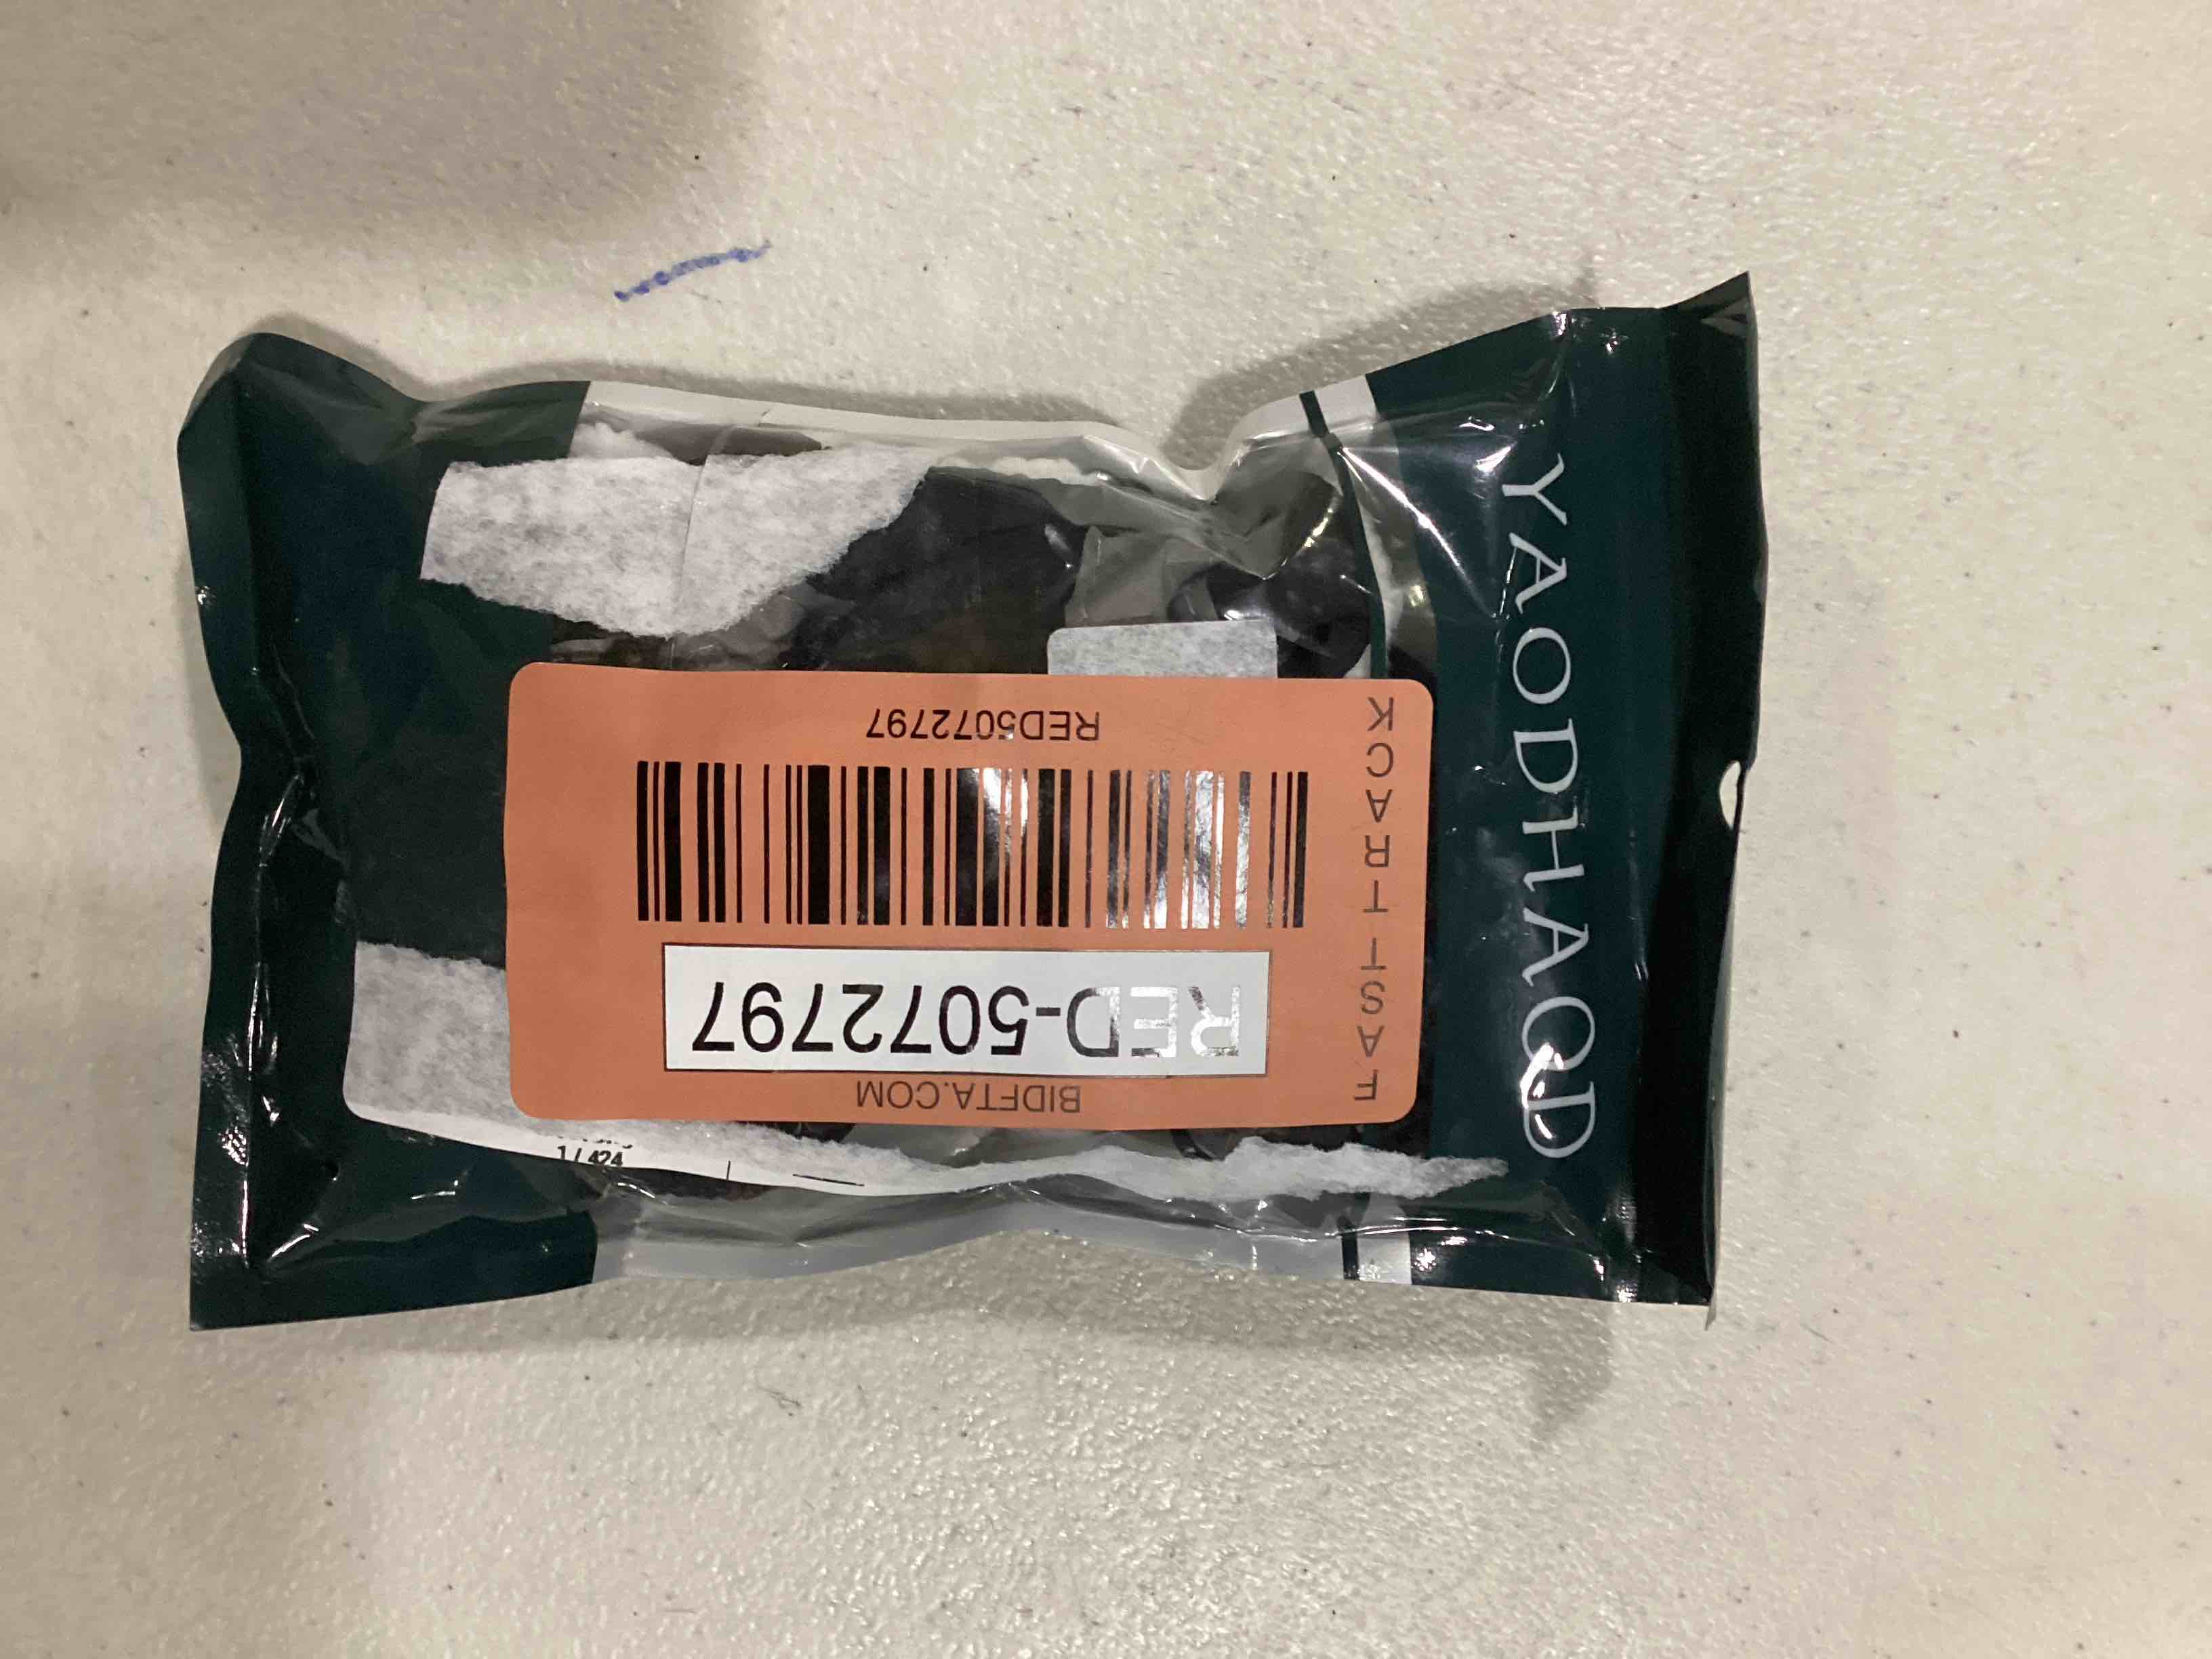 YAODHAOD
RED5072797
RED-5072797
BIDFTA.COM
FAST TRACK
1 / 424